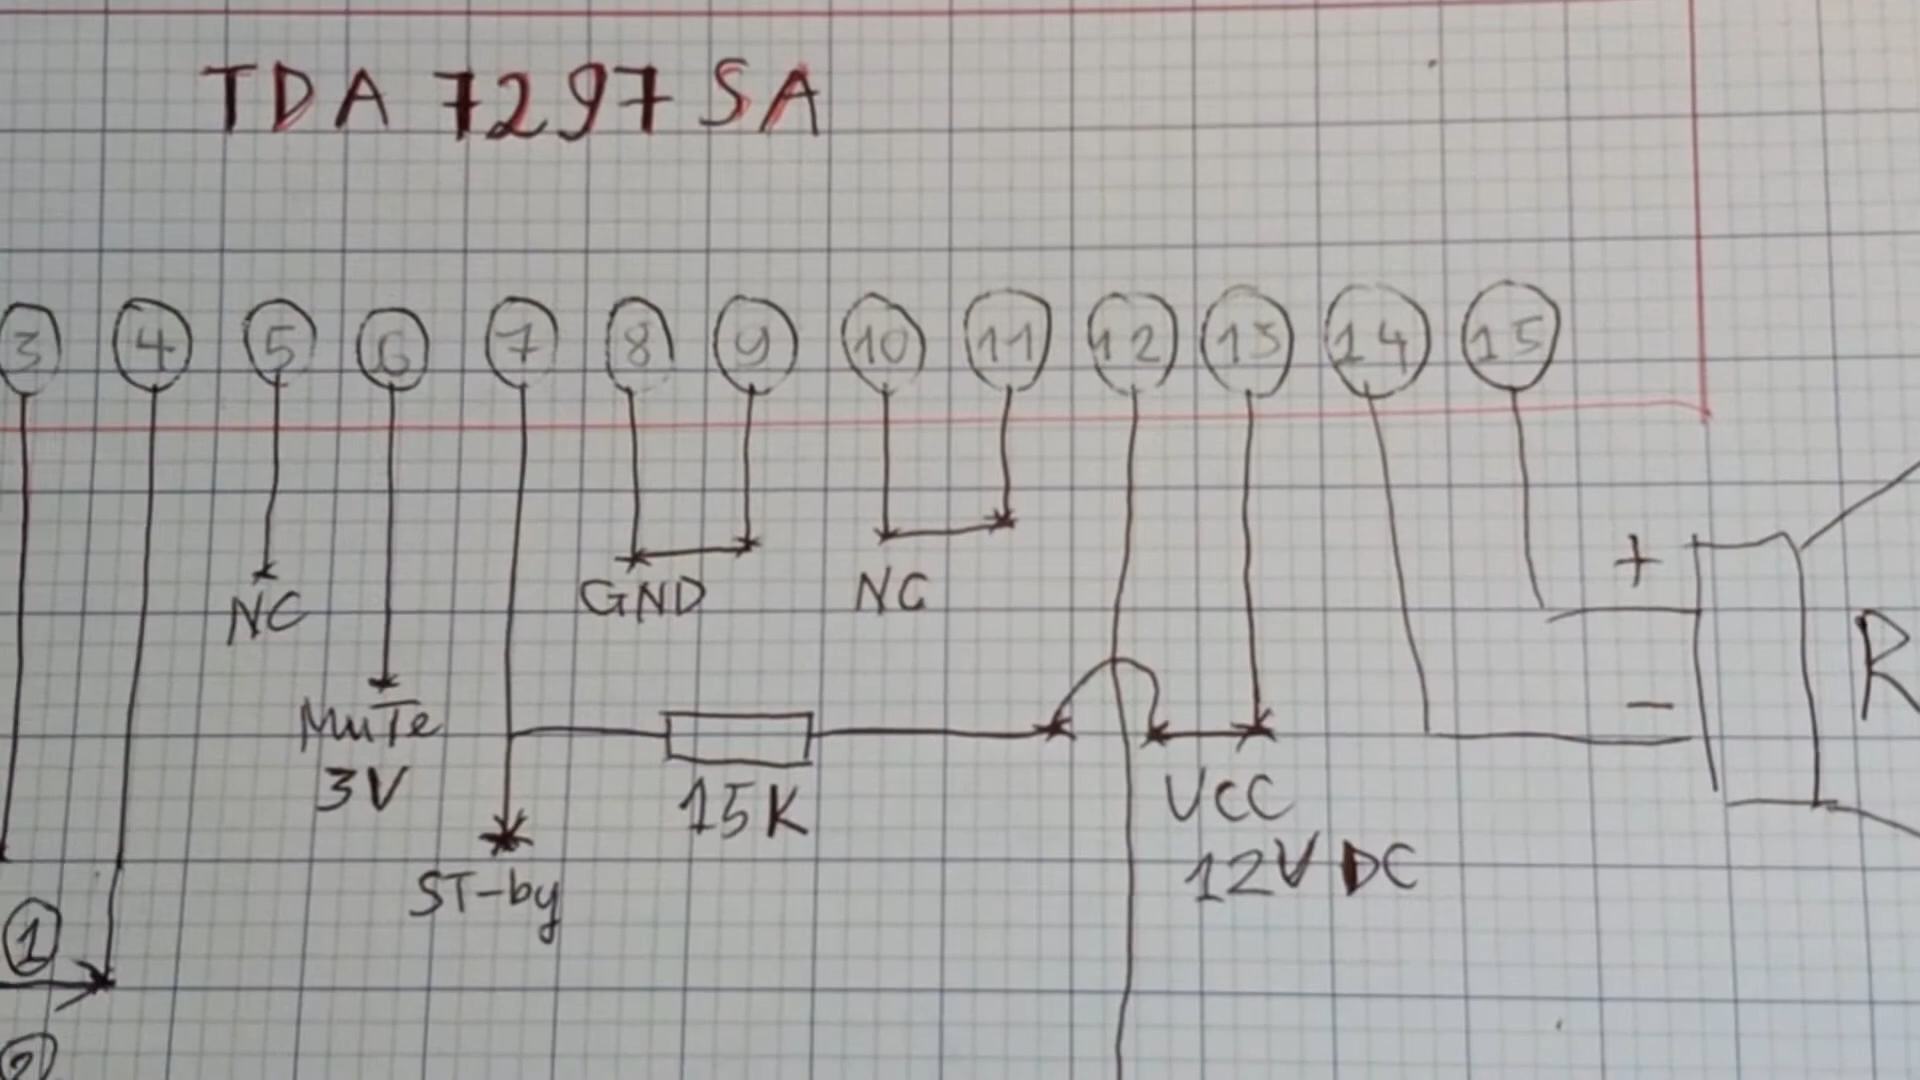 TDA 7297 SA
3 4 5 6 7 8 9 10 11 12 13 14 15
NC
GND
NC
+
MuTe
3V
R
-
15K
VCC
12V DC
ST-by
1
2